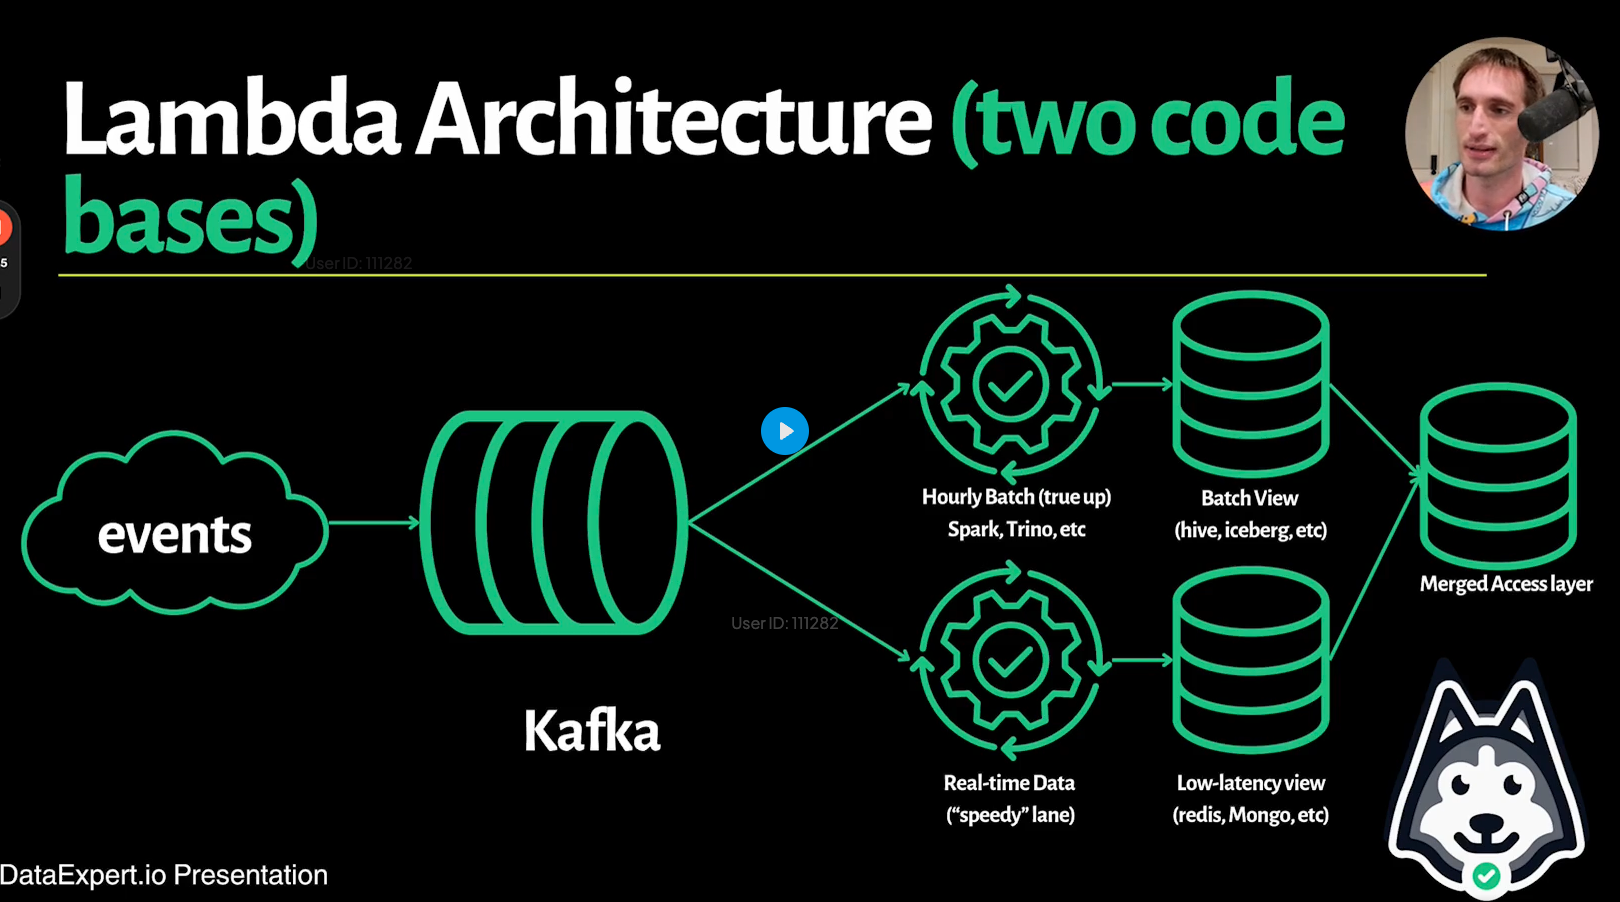 Lambda Architecture (two code
bases)
User ID: 111282
5
events
Kafka
Hourly Batch (true up)
Spark, Trino, etc
Batch View
(hive, iceberg, etc)
Merged Access layer
User ID: 111282
Real-time Data
(“speedy” lane)
Low-latency view
(redis, Mongo, etc)
DataExpert.io Presentation